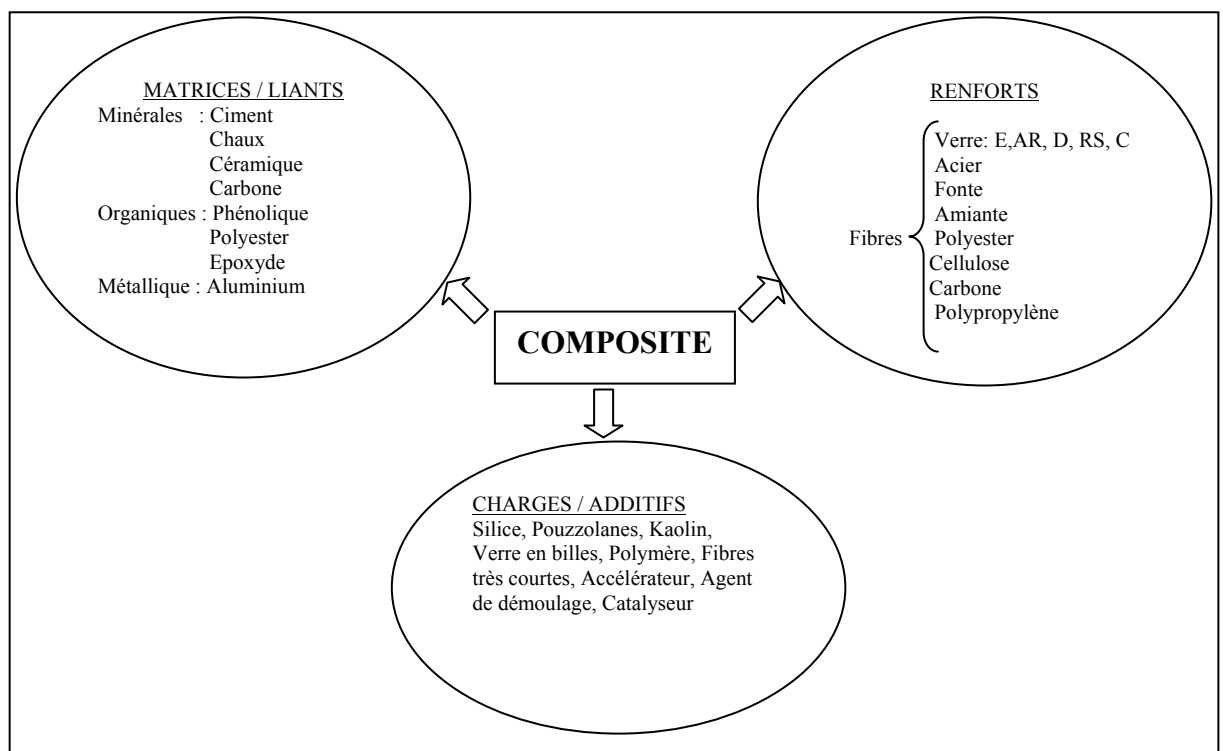 MATRICES / LIANTS
Minérales : Ciment
Chaux
Céramique
Carbone
Organiques : Phénolique
Polyester
Epoxyde
Métallique : Aluminium
RENFORTS
Verre: E,AR, D, RS, C
Acier
Fonte
Amiante
Fibres
Polyester
Cellulose
Carbone
Polypropylène
COMPOSITE
CHARGES / ADDITIFS
Silice, Pouzzolanes, Kaolin,
Verre en billes, Polymère, Fibres
très courtes, Accélérateur, Agent
de démoulage, Catalyseur